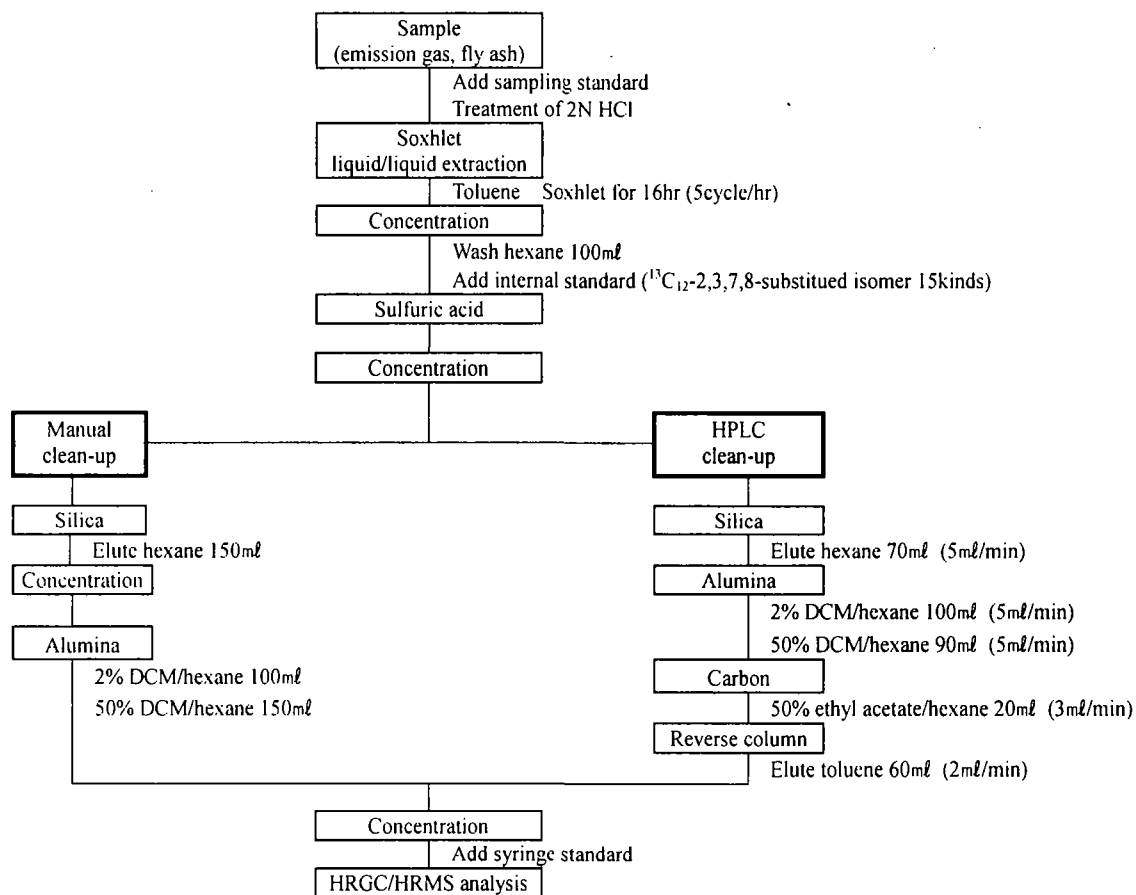 Sample
(emission gas, fly ash)
Add sampling standard
Treatment of 2N HCl
Soxhlet
liquid/liquid extraction
Toluene Soxhlet for 16hr (5cycle/hr)
Concentration
Wash hexane 100㎖
Add internal standard (¹³C₁₂-2,3,7,8-substitued isomer 15kinds)
Sulfuric acid
Concentration
Manual
clean-up
Silica
Elute hexane 150㎖
Concentration
Alumina
2% DCM/hexane 100㎖
50% DCM/hexane 150㎖
HPLC
clean-up
Silica
Elute hexane 70㎖ (5㎖/min)
Alumina
2% DCM/hexane 100㎖ (5㎖/min)
50% DCM/hexane 90㎖ (5㎖/min)
Carbon
50% ethyl acetate/hexane 20㎖ (3㎖/min)
Reverse column
Elute toluene 60㎖ (2㎖/min)
Concentration
Add syringe standard
HRGC/HRMS analysis